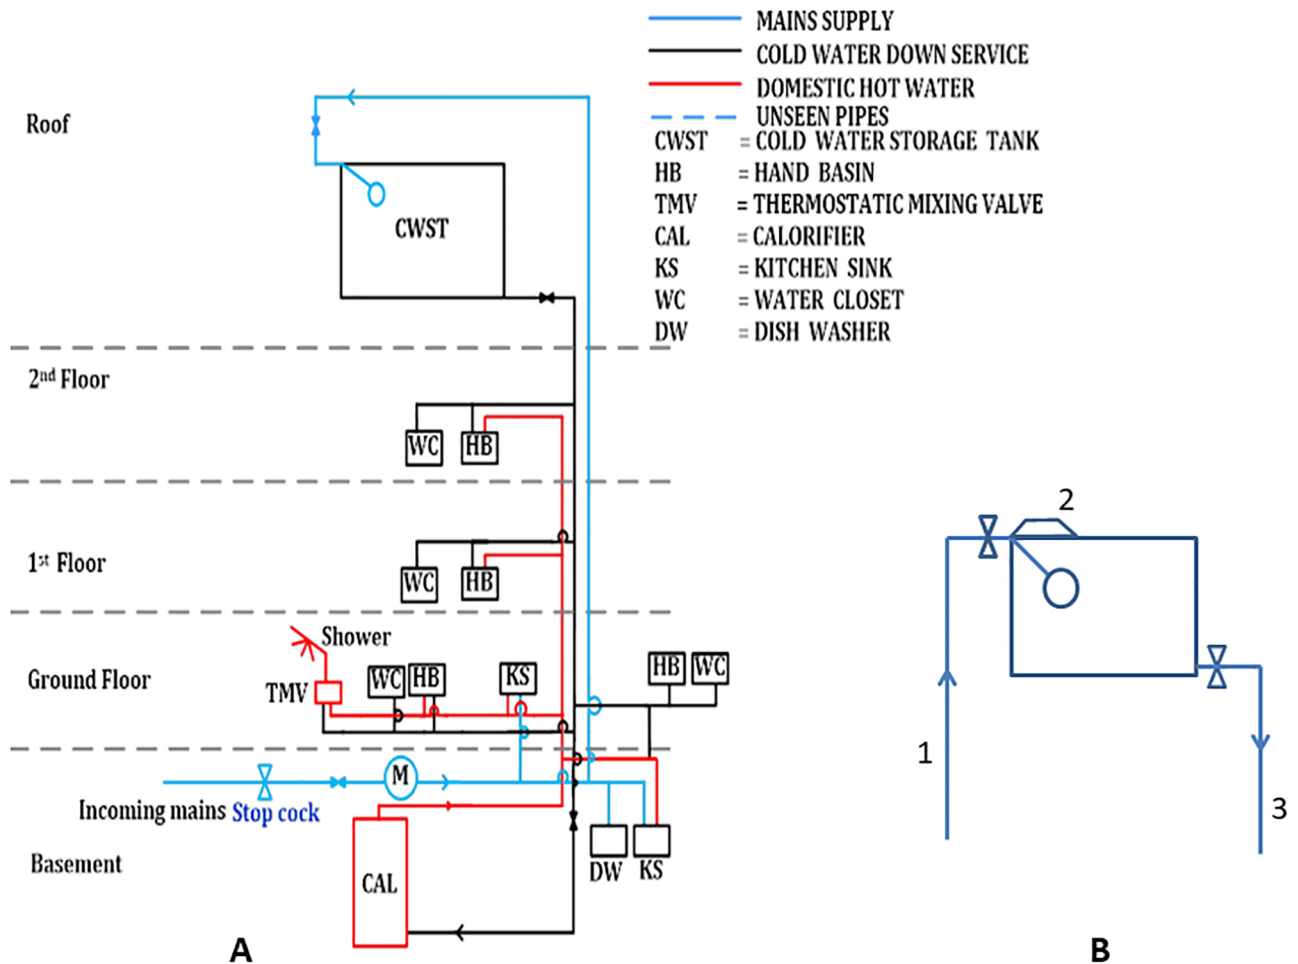 MAINS SUPPLY
COLD WATER DOWN SERVICE
DOMESTIC HOT WATER
UNSEEN PIPES
CWST = COLD WATER STORAGE TANK
HB = HAND BASIN
TMV = THERMOSTATIC MIXING VALVE
CAL = CALORIFIER
KS = KITCHEN SINK
WC = WATER CLOSET
DW = DISH WASHER
Roof
CWST
2nd Floor
WC HB
1st Floor
WC HB
Ground Floor
Shower
TMV WC HB KS HB WC
M
Incoming mains Stop cock
Basement
CAL
DW KS
A
2
1
3
B